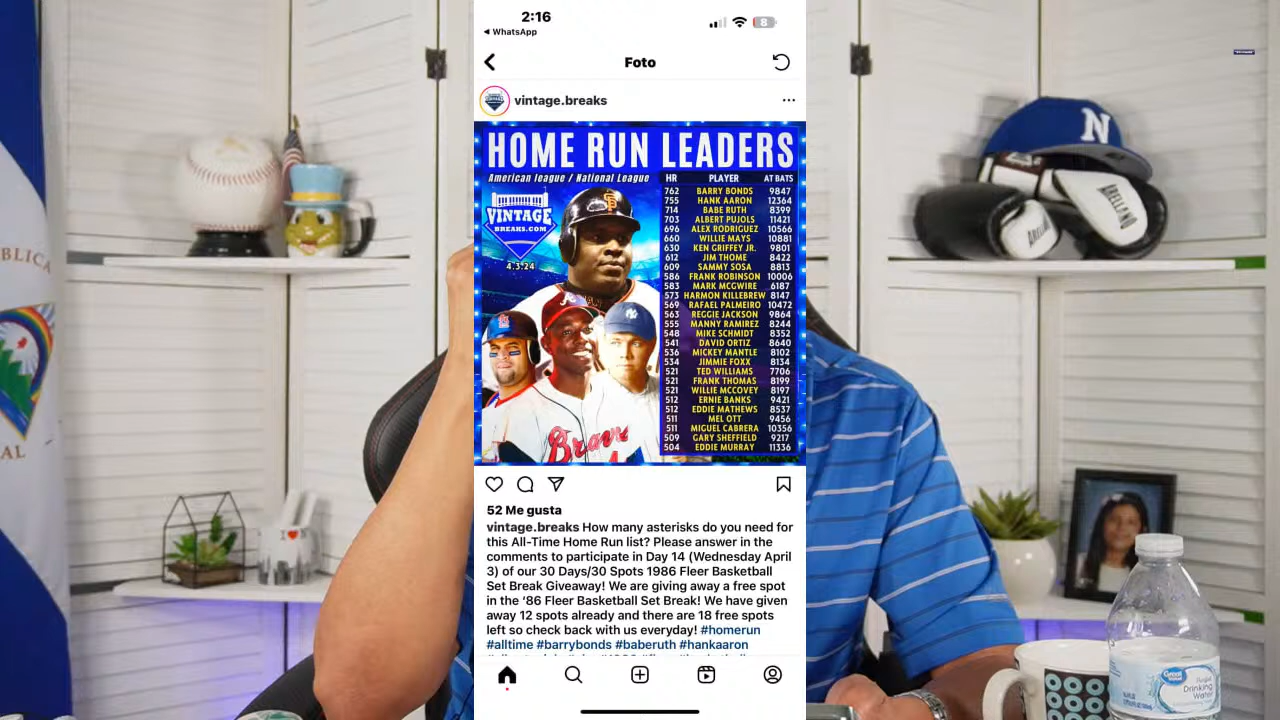 2:16
8
◄ WhatsApp
Foto
vintage.breaks
HOME RUN LEADERS
American league / National League
HR PLAYER AT BATS
762 BARRY BONDS 9847
755 HANK AARON 12364
714 BABE RUTH 8399
703 ALBERT PUJOLS 11421
696 ALEX RODRIGUEZ 10566
660 WILLIE MAYS 10881
630 KEN GRIFFEY JR. 9801
612 JIM THOME 8422
609 SAMMY SOSA 8813
586 FRANK ROBINSON 10006
583 MARK MCGWIRE 6187
573 HARMON KILLEBREW 8147
569 RAFAEL PALMEIRO 10472
563 REGGIE JACKSON 9864
555 MANNY RAMIREZ 8244
548 MIKE SCHMIDT 8352
541 DAVID ORTIZ 8640
536 MICKEY MANTLE 8102
534 JIMMIE FOXX 8134
521 TED WILLIAMS 7706
521 FRANK THOMAS 8199
521 WILLIE MCCOVEY 8197
512 ERNIE BANKS 9421
512 EDDIE MATHEWS 8537
511 MEL OTT 9456
511 MIGUEL CABRERA 10356
509 GARY SHEFFIELD 9217
504 EDDIE MURRAY 11336
VINTAGE
BREAKS.COM
4.3.24
Braves
52 Me gusta
vintage.breaks How many asterisks do you need for
this All-Time Home Run list? Please answer in the
comments to participate in Day 14 (Wednesday April
3) of our 30 Days/30 Spots 1986 Fleer Basketball
Set Break Giveaway! We are giving away a free spot
in the ‘86 Fleer Basketball Set Break! We have given
away 12 spots already and there are 18 free spots
left so check back with us everyday! #homerun
#alltime #barrybonds #baberuth #hankaaron
N
ARELLANO
ARELLANO
PUBLICA
AL
I
Great Value
Purified
Drinking
Water